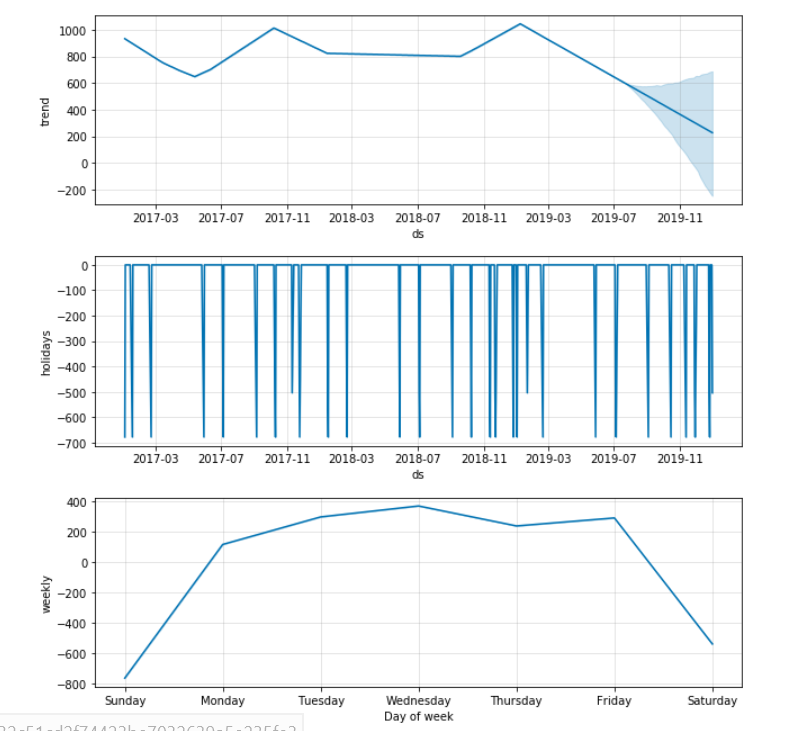 1000
800
600
400
200
0
−200
trend
2017-03 2017-07 2017-11 2018-03 2018-07 2018-11 2019-03 2019-07 2019-11
ds
0
−100
−200
−300
−400
−500
−600
−700
holidays
2017-03 2017-07 2017-11 2018-03 2018-07 2018-11 2019-03 2019-07 2019-11
ds
400
200
0
−200
−400
−600
−800
weekly
Sunday Monday Tuesday Wednesday Thursday Friday Saturday
Day of week